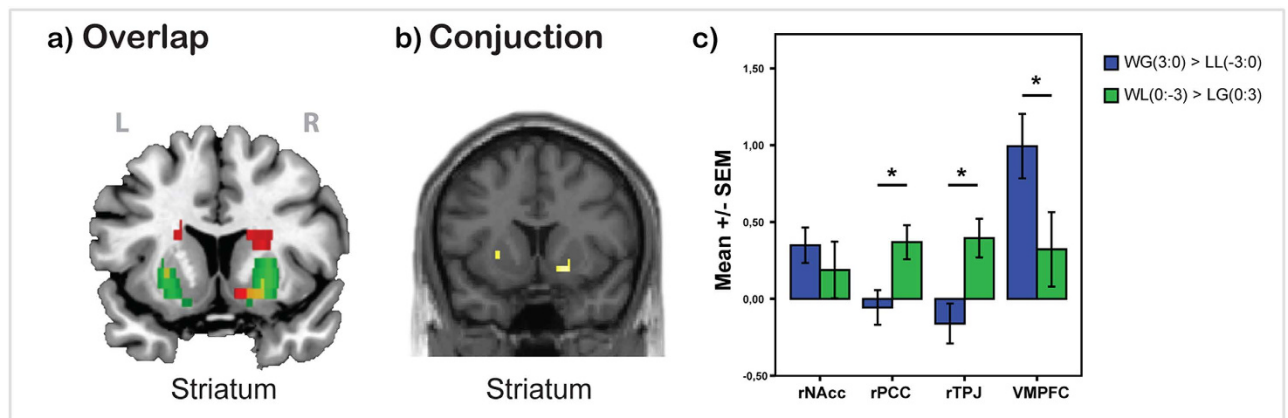 a) Overlap
L
R
Striatum
b) Conjuction
Striatum
c)
Mean +/- SEM
1,50
1,00
0,50
0,00
-0,50
*
*
*
rNAcc rPCC rTPJ VMPFC
WG(3:0) > LL(-3:0)
WL(0:-3) > LG(0:3)